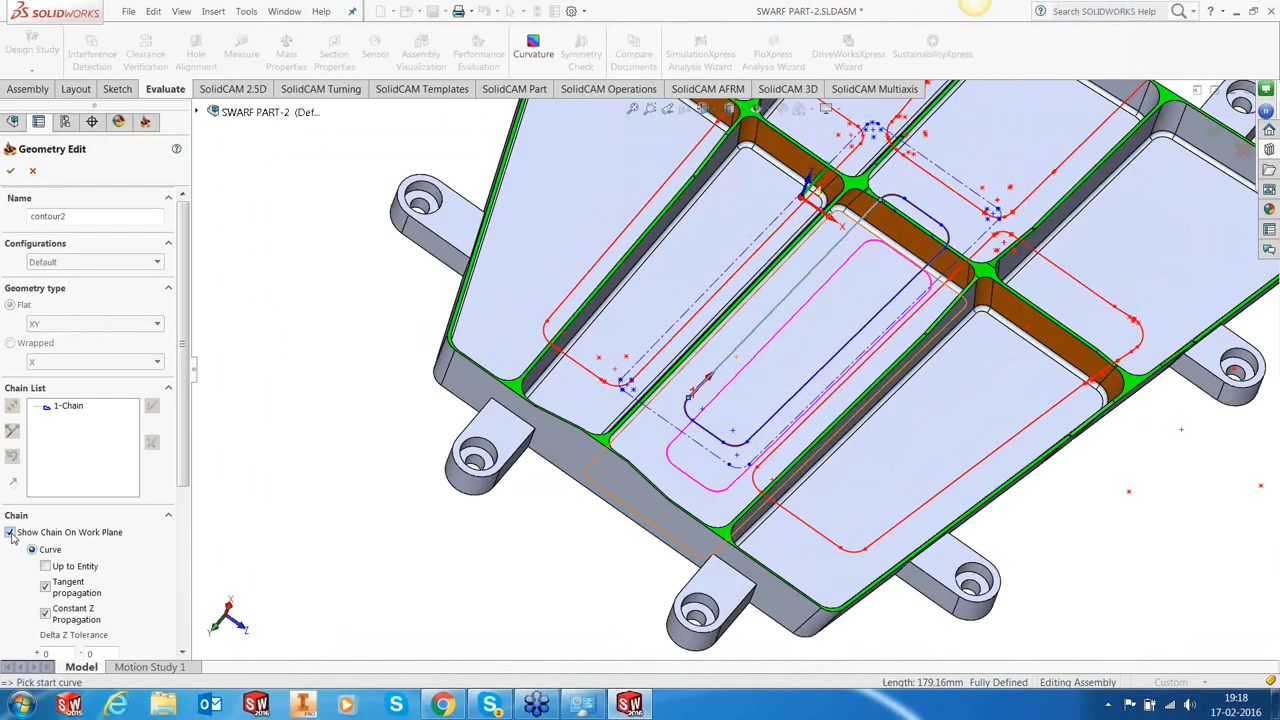 SOLIDWORKS
File Edit View Insert Tools Window Help
SWARF PART-2.SLDASM *
Search SOLIDWORKS Help
Design Study
Interference Detection
Clearance Verification
Hole Alignment
Measure
Mass Properties
Section Properties
Sensor
Assembly Visualization
Performance Evaluation
Curvature
Symmetry Check
Compare Documents
SimulationXpress Analysis Wizard
FloXpress Analysis Wizard
DriveWorksXpress Wizard
SustainabilityXpress
Assembly Layout Sketch Evaluate SolidCAM 2.5D SolidCAM Turning SolidCAM Templates SolidCAM Part SolidCAM Operations SolidCAM AFRM SolidCAM 3D SolidCAM Multiaxis
SWARF PART-2 (Def...
Geometry Edit
Name
contour2
Configurations
Default
Geometry type
Flat
XY
Wrapped
X
Chain List
1-Chain
Chain
Show Chain On Work Plane
Curve
Up to Entity
Tangent propagation
Constant Z Propagation
Delta Z Tolerance
+ 0 - 0
X
X
Y
Z
Model Motion Study 1
=> Pick start curve
Length: 179.16mm Fully Defined Editing Assembly Custom
19:18
17-02-2016